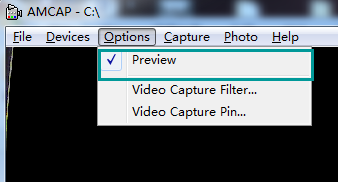 AMCAP - C:\
File Devices Options Capture Photo Help
Preview
Video Capture Filter...
Video Capture Pin...